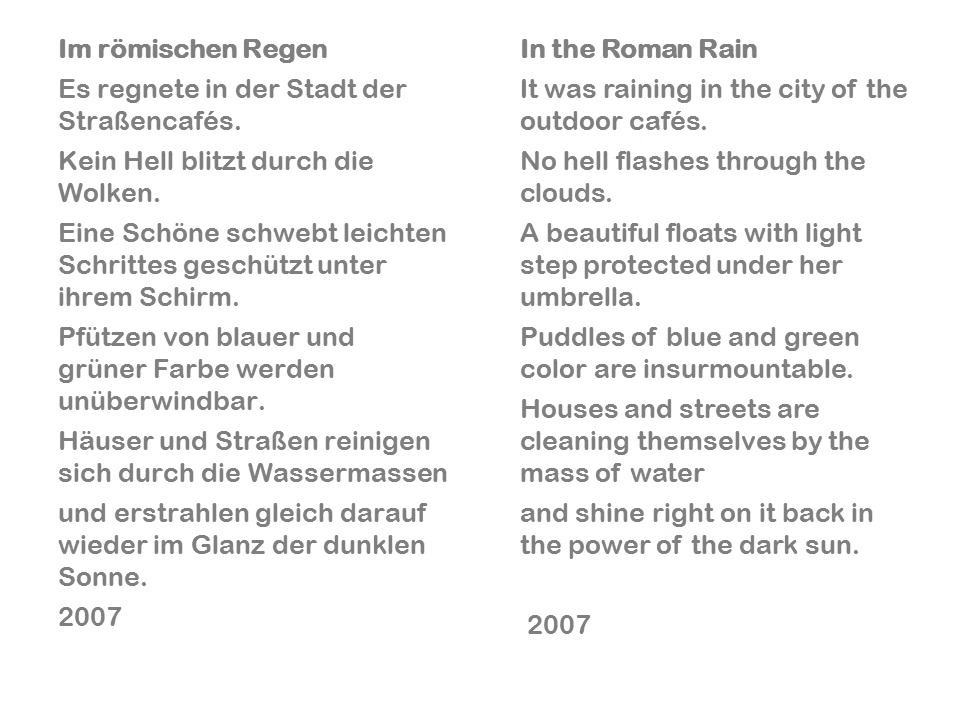 Im römischen Regen
Es regnete in der Stadt der
Straßencafés.
Kein Hell blitzt durch die
Wolken.
Eine Schöne schwebt leichten
Schrittes geschützt unter
ihrem Schirm.
Pfützen von blauer und
grüner Farbe werden
unüberwindbar.
Häuser und Straßen reinigen
sich durch die Wassermassen
und erstrahlen gleich darauf
wieder im Glanz der dunklen
Sonne.
2007
In the Roman Rain
It was raining in the city of the
outdoor cafés.
No hell flashes through the
clouds.
A beautiful floats with light
step protected under her
umbrella.
Puddles of blue and green
color are insurmountable.
Houses and streets are
cleaning themselves by the
mass of water
and shine right on it back in
the power of the dark sun.
2007